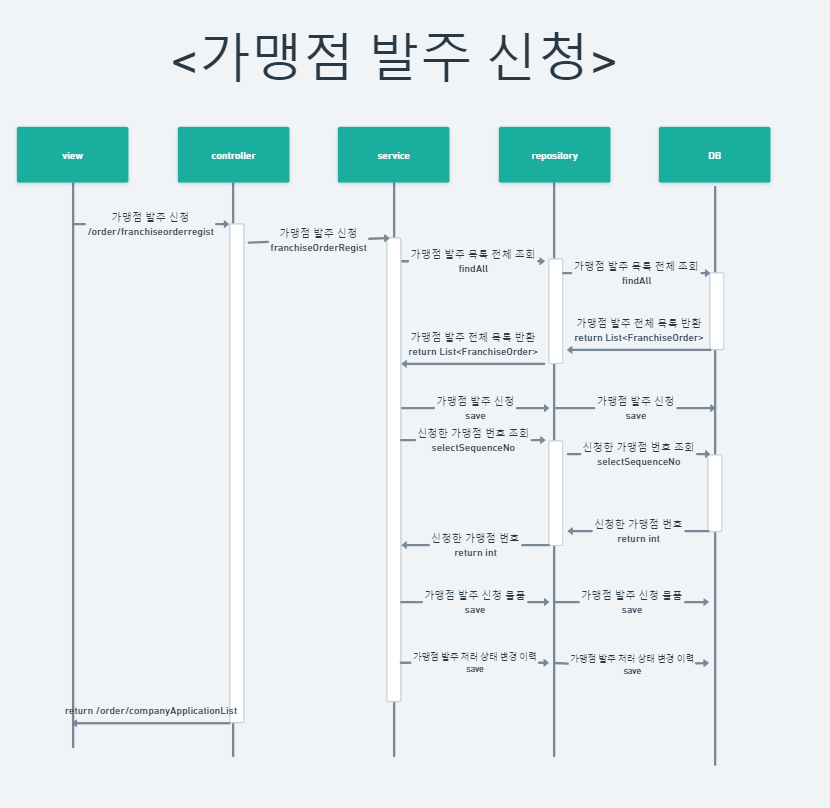 <가맹점 발주 신청>
view
controller
service
repository
DB
가맹점 발주 신청
/order/franchiseorderregist
가맹점 발주 신청
franchiseOrderRegist
가맹점 발주 목록 전체 조회
findAll
가맹점 발주 목록 전체 조회
findAll
가맹점 발주 전체 목록 반환
return List<FranchiseOrder>
가맹점 발주 전체 목록 반환
return List<FranchiseOrder>
가맹점 발주 신청
save
가맹점 발주 신청
save
신청한 가맹점 번호 조회
selectSequenceNo
신청한 가맹점 번호 조회
selectSequenceNo
신청한 가맹점 번호
return int
신청한 가맹점 번호
return int
가맹점 발주 신청 물품
save
가맹점 발주 신청 물품
save
가맹점 발주 처러 상태 변경 이력
save
가맹점 발주 처러 상태 변경 이력
save
return /order/companyApplicationList